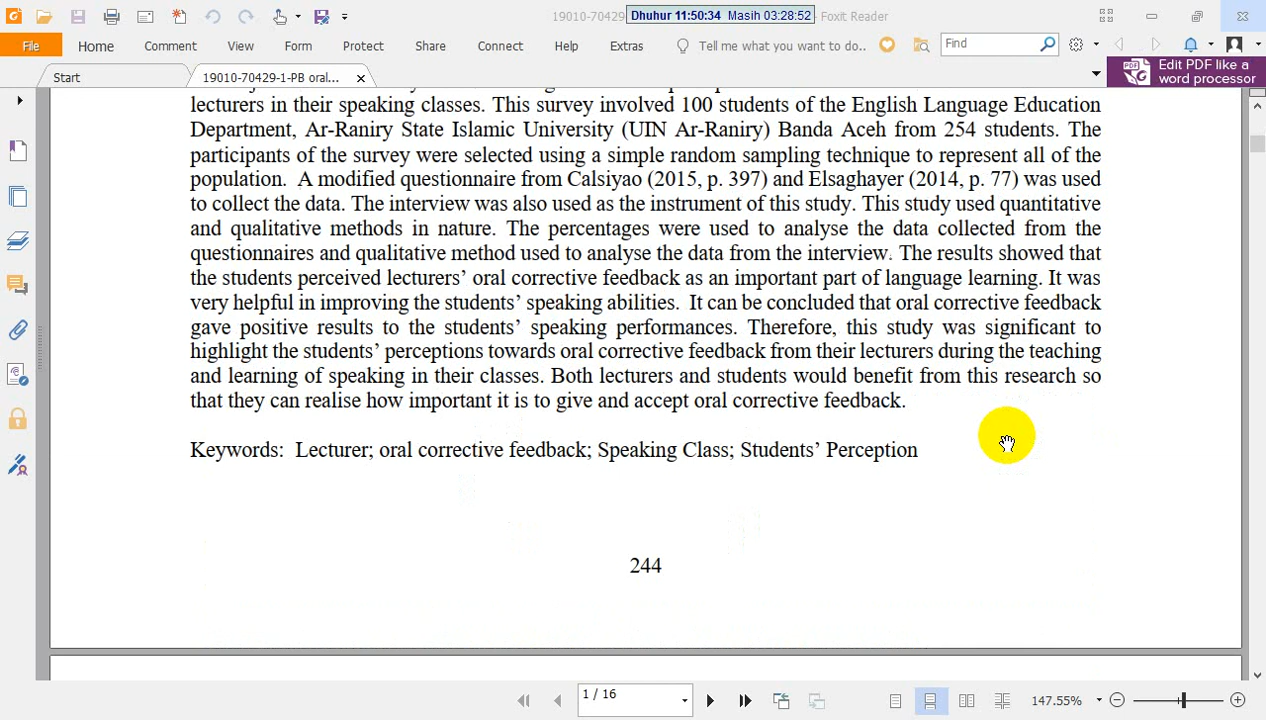 19010-70429
Dhuhur 11:50:34 Masih 03:28:52
- Foxit Reader
File Home Comment View Form Protect Share Connect Help Extras Tell me what you want to do.. Find
Start 19010-70429-1-PB oral...
Edit PDF like a
word processor
lecturers in their speaking classes. This survey involved 100 students of the English Language Education
Department, Ar-Raniry State Islamic University (UIN Ar-Raniry) Banda Aceh from 254 students. The
participants of the survey were selected using a simple random sampling technique to represent all of the
population. A modified questionnaire from Calsiyao (2015, p. 397) and Elsaghayer (2014, p. 77) was used
to collect the data. The interview was also used as the instrument of this study. This study used quantitative
and qualitative methods in nature. The percentages were used to analyse the data collected from the
questionnaires and qualitative method used to analyse the data from the interview. The results showed that
the students perceived lecturers’ oral corrective feedback as an important part of language learning. It was
very helpful in improving the students’ speaking abilities. It can be concluded that oral corrective feedback
gave positive results to the students’ speaking performances. Therefore, this study was significant to
highlight the students’ perceptions towards oral corrective feedback from their lecturers during the teaching
and learning of speaking in their classes. Both lecturers and students would benefit from this research so
that they can realise how important it is to give and accept oral corrective feedback.
Keywords: Lecturer; oral corrective feedback; Speaking Class; Students’ Perception
244
1 / 16
147.55%